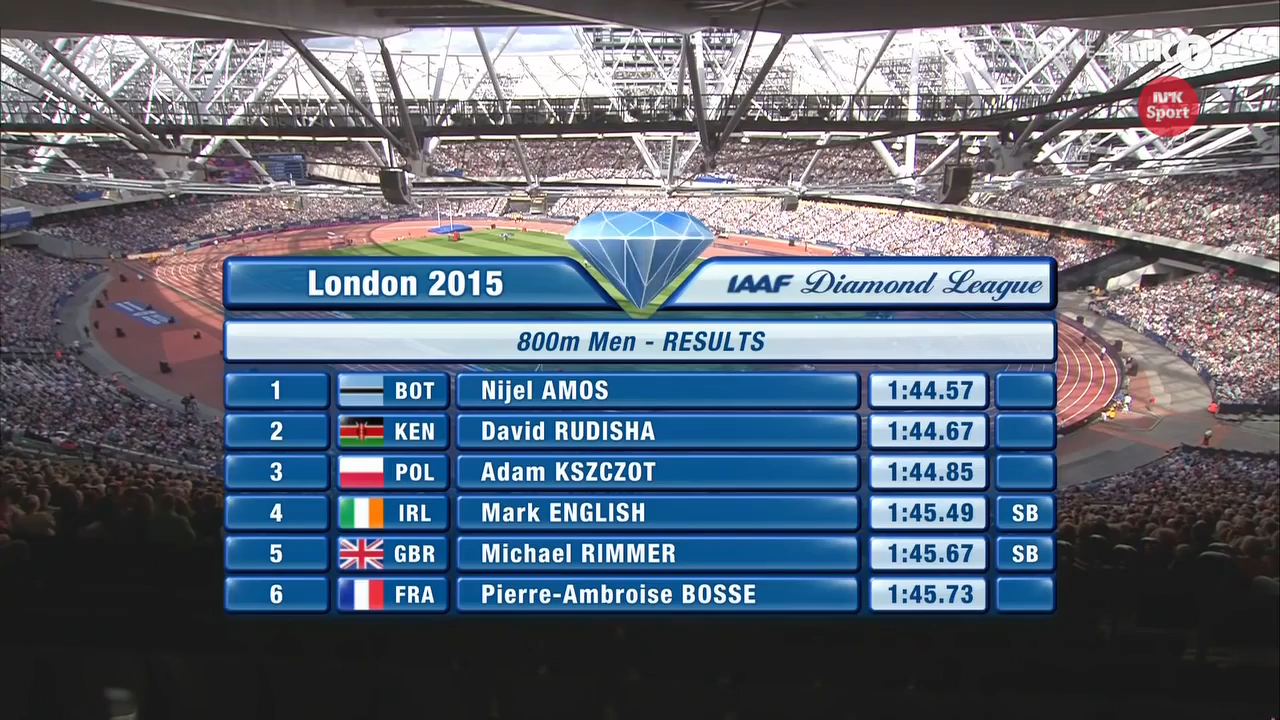 NRK Sport
London 2015
IAAF Diamond League
800m Men - RESULTS
1 BOT Nijel AMOS 1:44.57
2 KEN David RUDISHA 1:44.67
3 POL Adam KSZCZOT 1:44.85
4 IRL Mark ENGLISH 1:45.49 SB
5 GBR Michael RIMMER 1:45.67 SB
6 FRA Pierre-Ambroise BOSSE 1:45.73